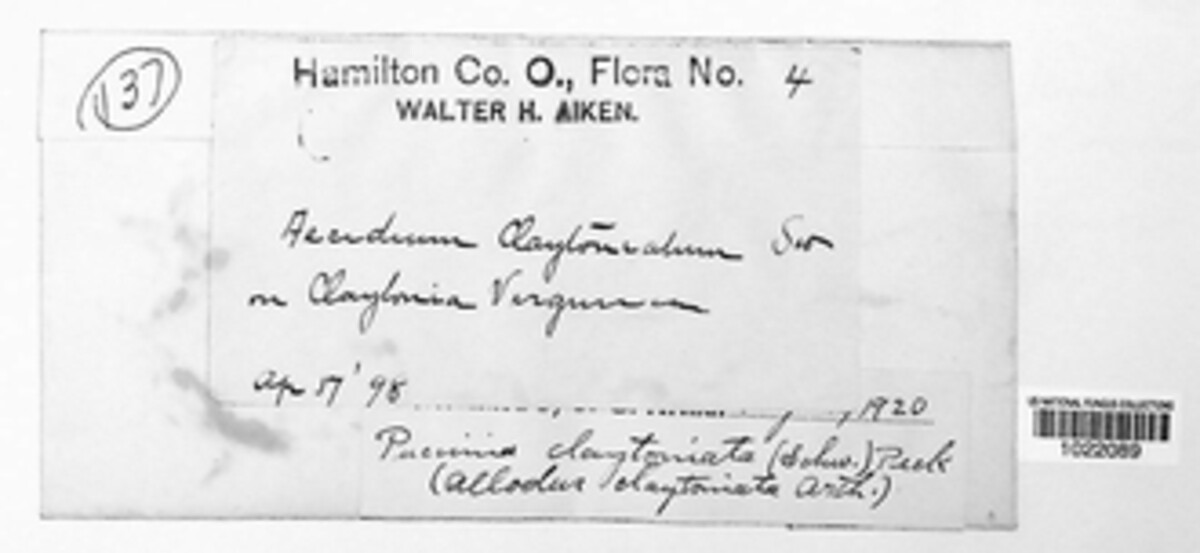 137
Hamilton Co. O., Flora No. 4
WALTER H. AIKEN.
Aecidium Claytoniatum Sw
on Claytonia Virginica
Ap '98
, 1920
Puccinia claytoniata (Schw.) Peck
(Allodus claytoniata Arth.)
US NATIONAL FUNGUS COLLECTIONS
1022089